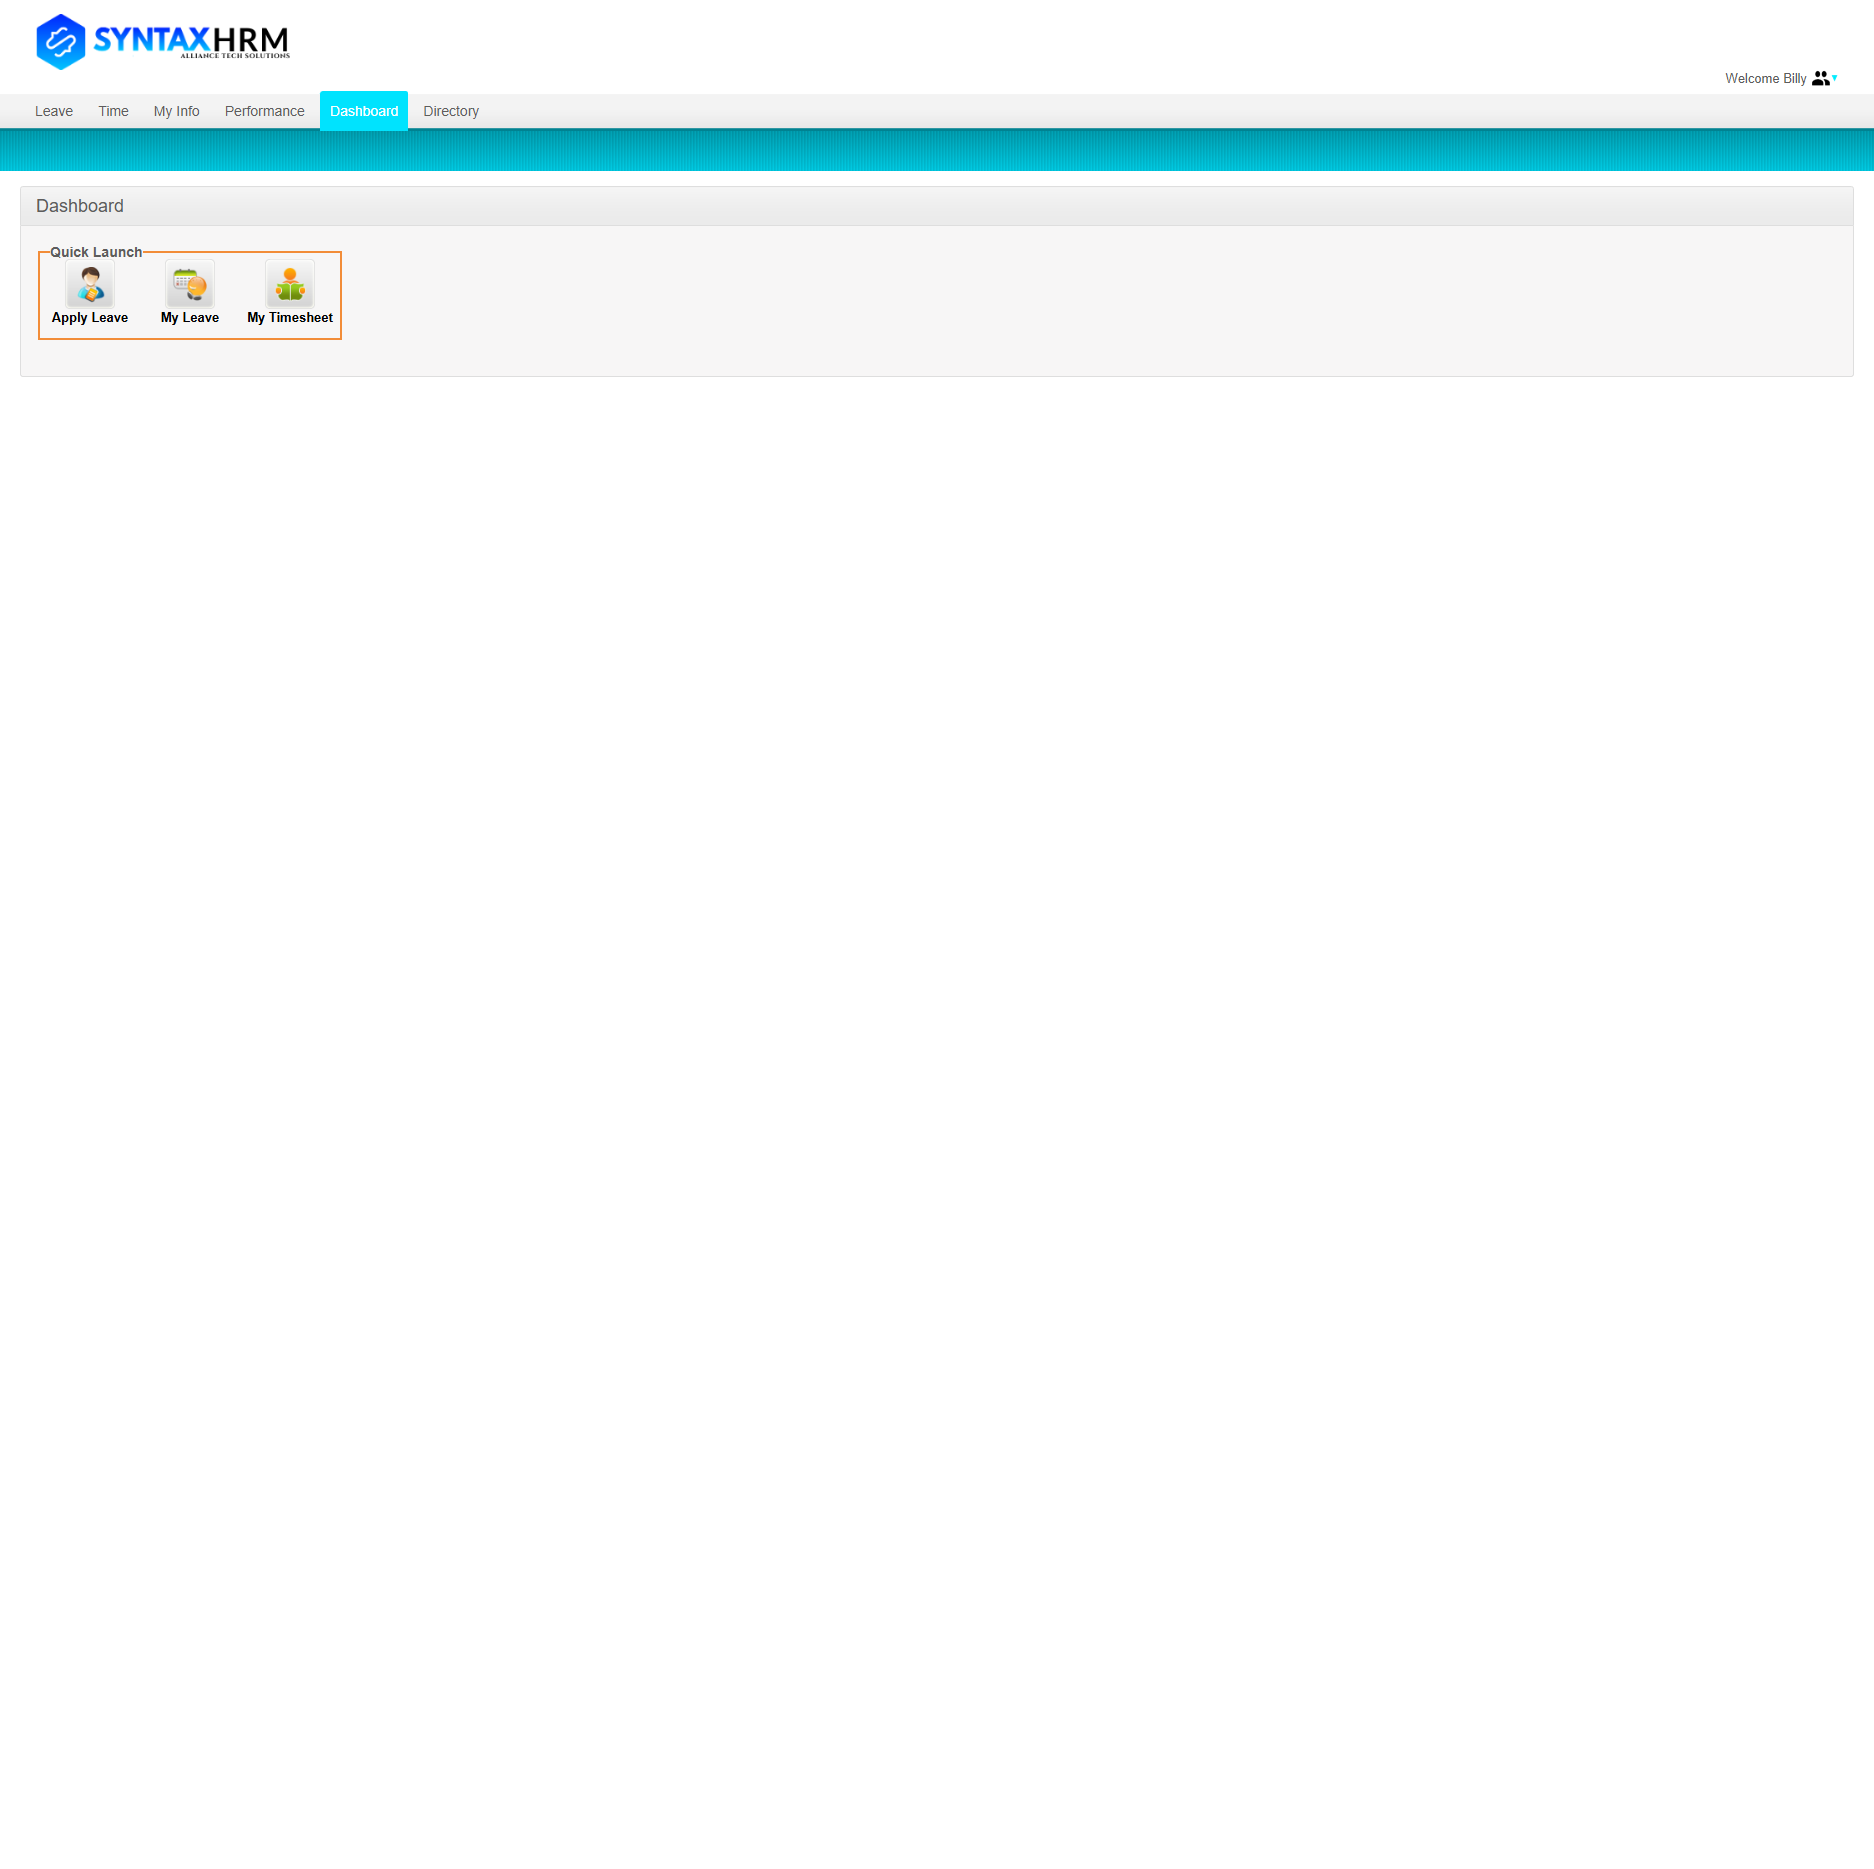 SYNTAXHRM
ALLIANCE TECH SOLUTIONS
Welcome Billy
Leave Time My Info Performance Dashboard Directory
Dashboard
Quick Launch
Apply Leave My Leave My Timesheet